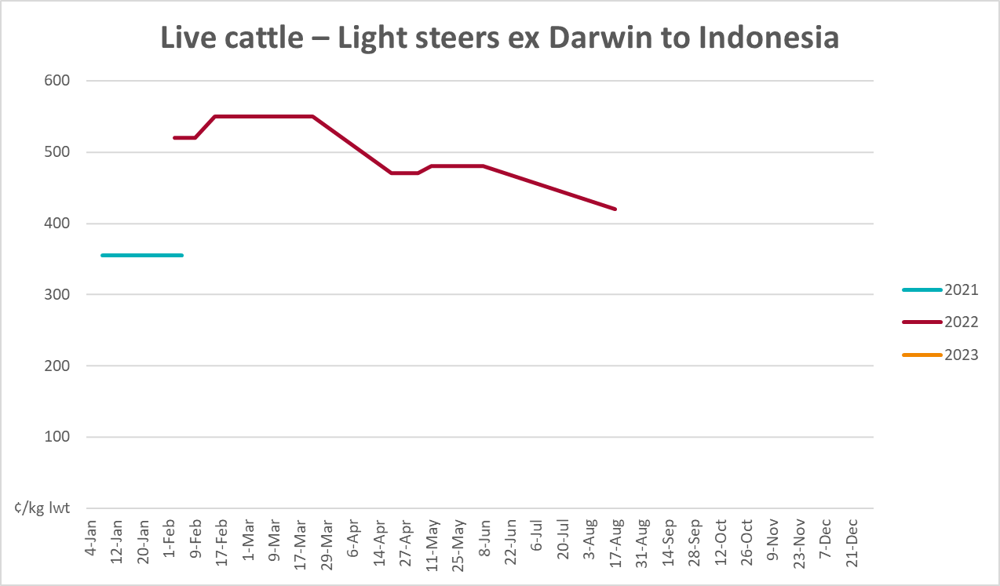 Live cattle – Light steers ex Darwin to Indonesia
600
500
400
300
200
100
¢/kg lwt
4-Jan
12-Jan
20-Jan
1-Feb
9-Feb
17-Feb
1-Mar
9-Mar
17-Mar
29-Mar
6-Apr
14-Apr
27-Apr
11-May
25-May
8-Jun
22-Jun
6-Jul
20-Jul
3-Aug
17-Aug
31-Aug
14-Sep
28-Sep
12-Oct
26-Oct
9-Nov
23-Nov
7-Dec
21-Dec
2021
2022
2023